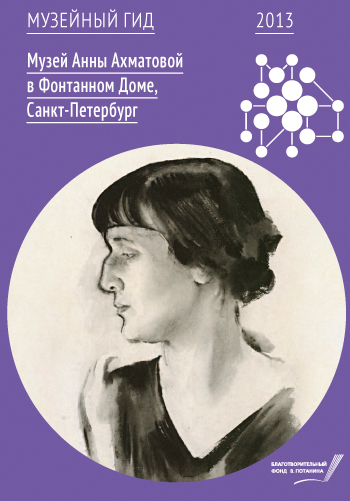 МУЗЕЙНЫЙ ГИД 2013
Музей Анны Ахматовой
в Фонтанном Доме,
Санкт-Петербург
БЛАГОТВОРИТЕЛЬНЫЙ
ФОНД В. ПОТАНИНА